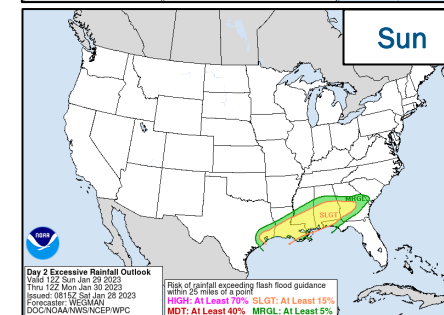 Sun
MRGL
SLGT
NOAA
Day 2 Excessive Rainfall Outlook
Valid 12Z Sun Jan 29 2023
Thru 12Z Mon Jan 30 2023
Issued: 0815Z Sat Jan 28 2023
Forecaster: WEGMAN
DOC/NOAA/NWS/NCEP/WPC
Risk of rainfall exceeding flash flood guidance
within 25 miles of a point
HIGH: At Least 70% SLGT: At Least 15%
MDT: At Least 40% MRGL: At Least 5%